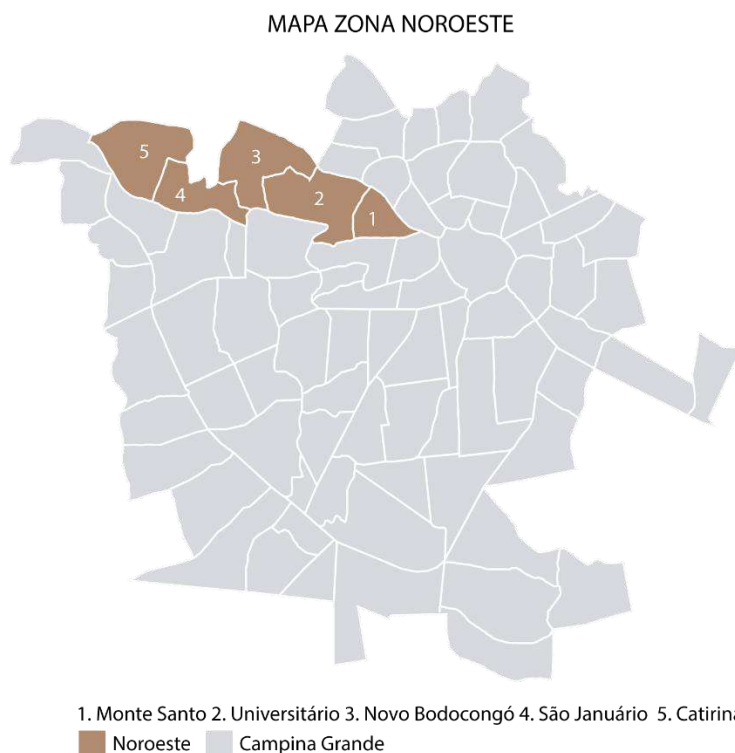 MAPA ZONA NOROESTE
5
3
4
2
1
1. Monte Santo 2. Universitário 3. Novo Bodocongó 4. São Januário 5. Catirina
Noroeste Campina Grande